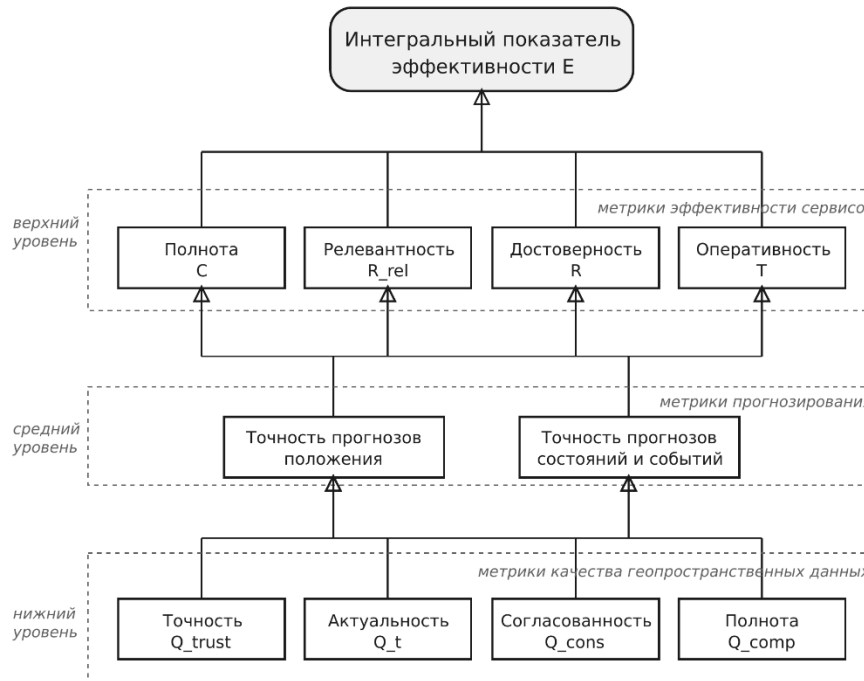 Интегральный показатель
эффективности E
верхний
уровень
метрики эффективности сервисо
Полнота
C
Релевантность
R_rel
Достоверность
R
Оперативность
T
средний
уровень
метрики прогнозировани
Точность прогнозов
положения
Точность прогнозов
состояний и событий
нижний
уровень
метрики качества геопространственных данных
Точность
Q_trust
Актуальность
Q_t
Согласованность
Q_cons
Полнота
Q_comp